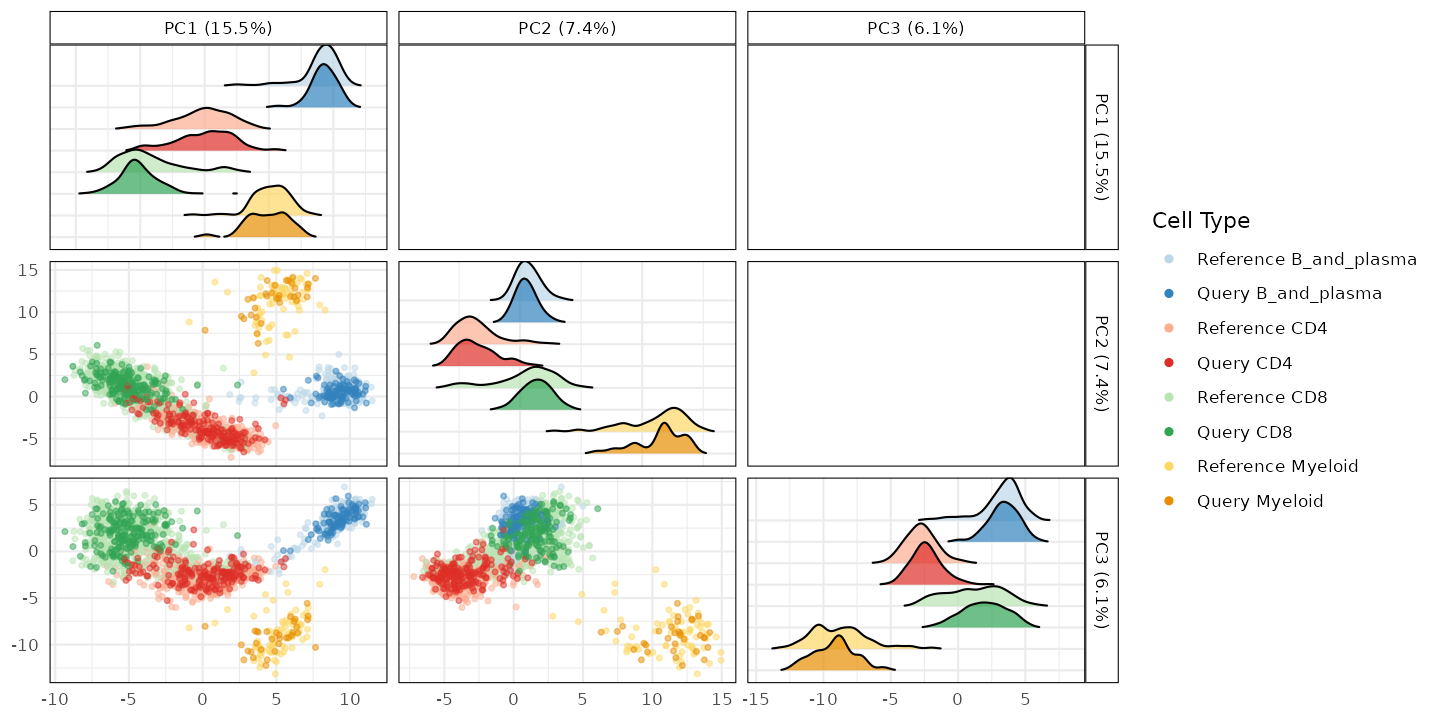 PC1 (15.5%)
PC2 (7.4%)
PC3 (6.1%)
PC1 (15.5%)
15
10
5
0
-5
PC2 (7.4%)
5
0
-5
-10
PC3 (6.1%)
-10
-5
0
5
10
-5
0
5
10
15
-15
-10
-5
0
5
Cell Type
Reference B_and_plasma
Query B_and_plasma
Reference CD4
Query CD4
Reference CD8
Query CD8
Reference Myeloid
Query Myeloid